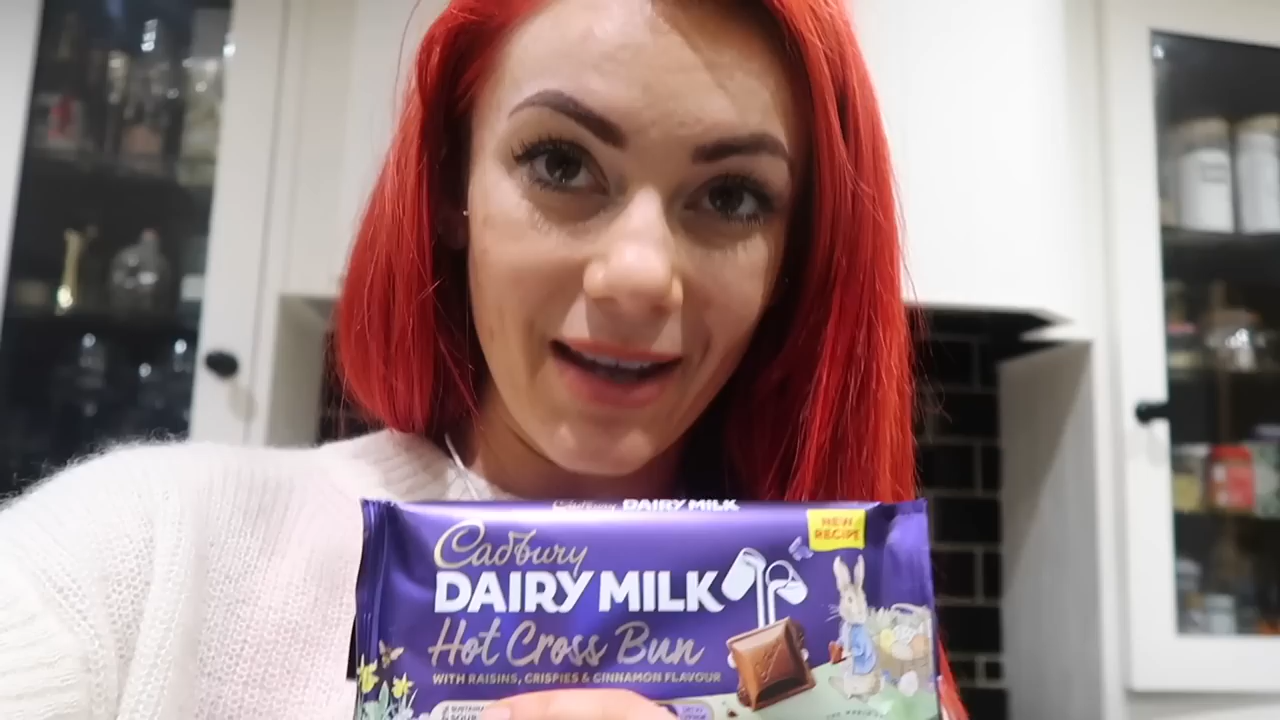 Cadbury DAIRY MILK
NEW
RECIPE
Cadbury
DAIRY MILK
Hot Cross Bun
WITH RAISINS, CRISPIES & CINNAMON FLAVOUR